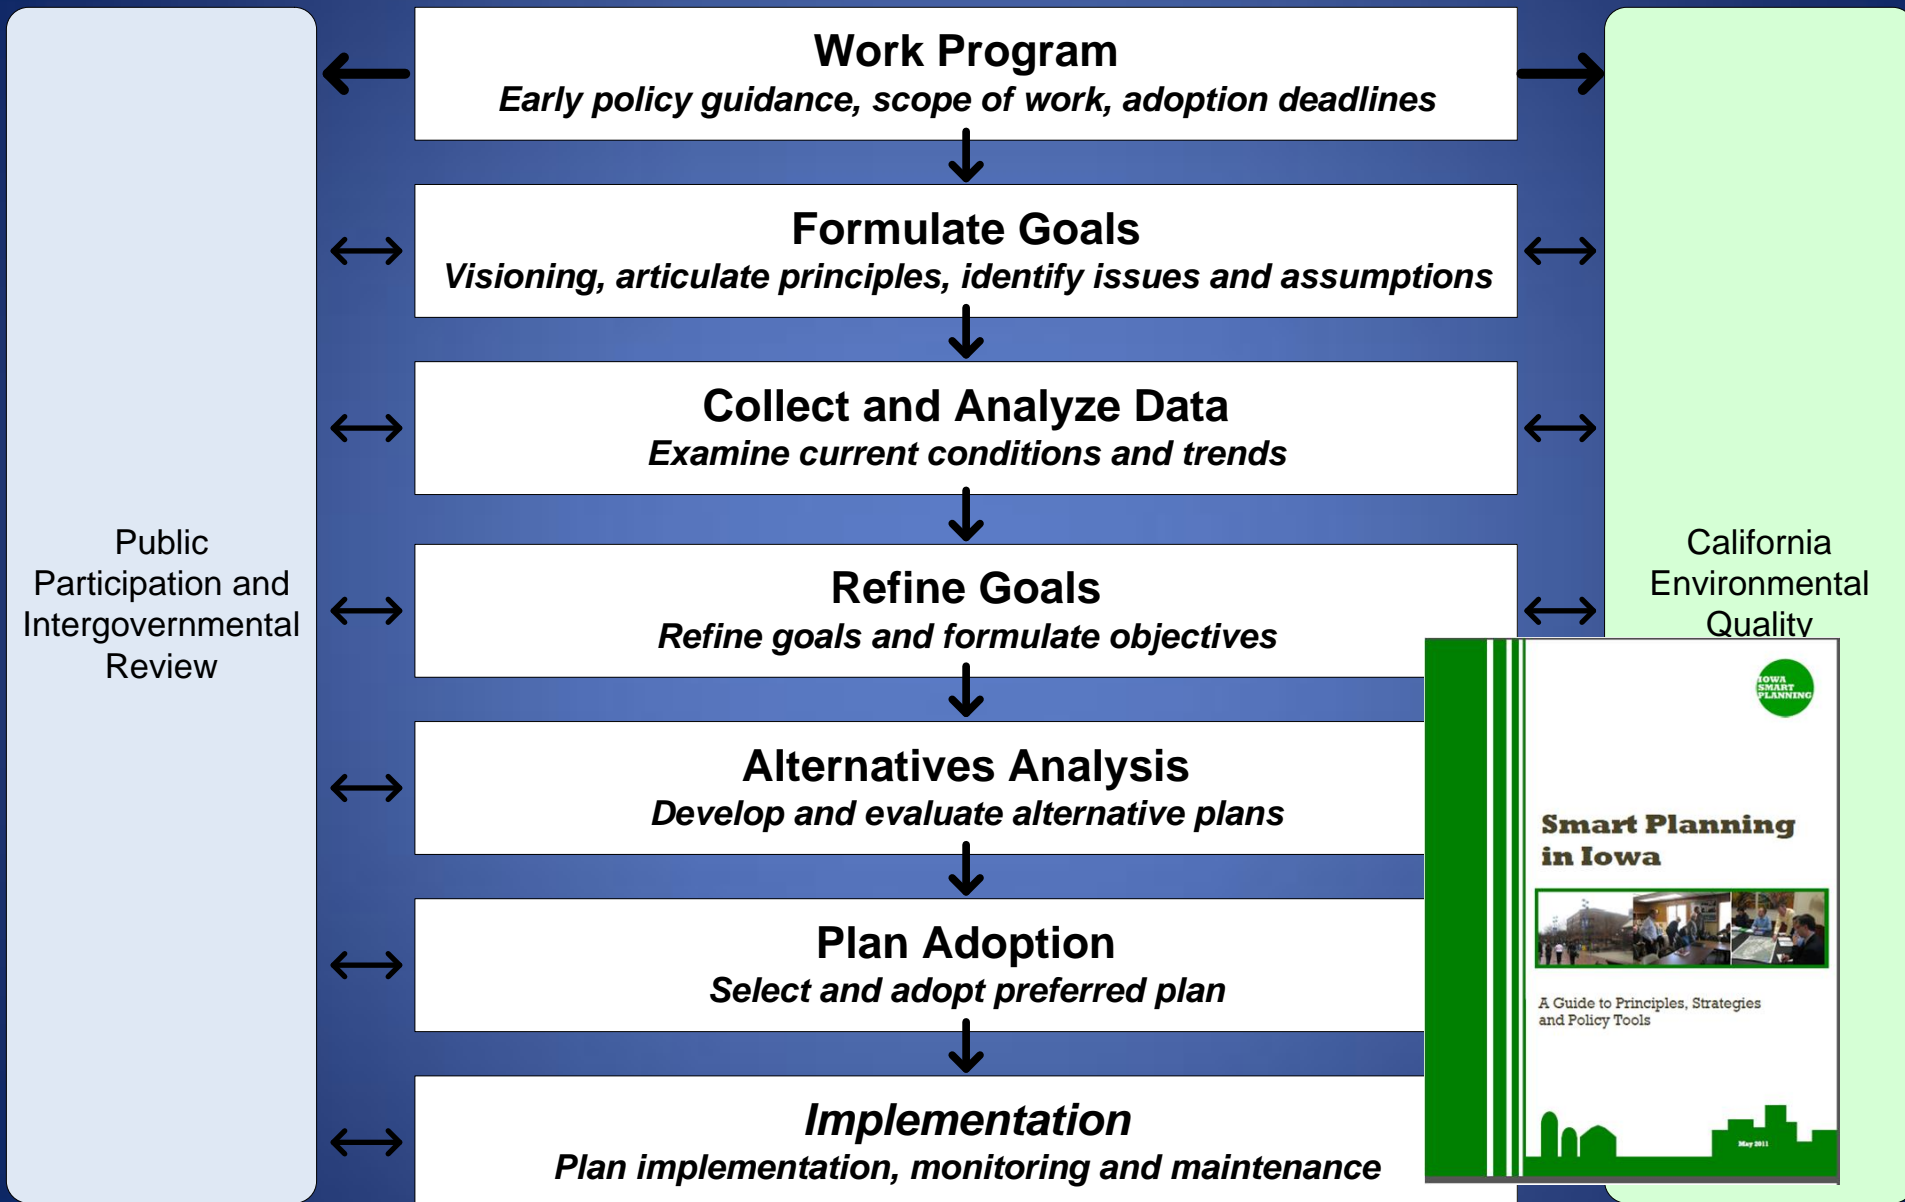 Work Program
Early policy guidance, scope of work, adoption deadlines
Formulate Goals
Visioning, articulate principles, identify issues and assumptions
Collect and Analyze Data
Examine current conditions and trends
Refine Goals
Refine goals and formulate objectives
Alternatives Analysis
Develop and evaluate alternative plans
Plan Adoption
Select and adopt preferred plan
Implementation
Plan implementation, monitoring and maintenance
Public
Participation and
Intergovernmental
Review
California
Environmental
Quality
IOWA
SMART
PLANNING
Smart Planning
in Iowa
A Guide to Principles, Strategies
and Policy Tools
May 2011